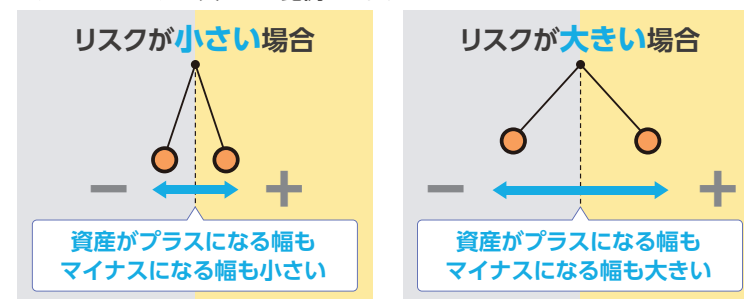 リスクが小さい場合
− +
資産がプラスになる幅も
マイナスになる幅も小さい
リスクが大きい場合
− +
資産がプラスになる幅も
マイナスになる幅も大きい